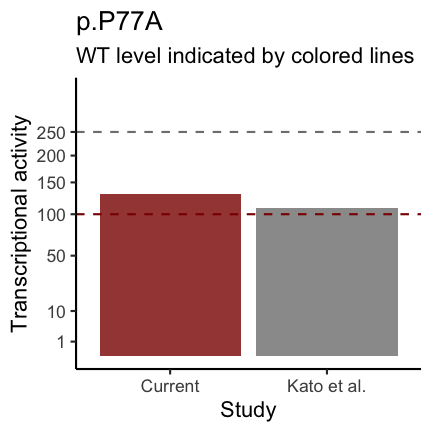 p.P77A
WT level indicated by colored lines
Transcriptional activity
250
200
150
100
50
10
1
Current
Kato et al.
Study